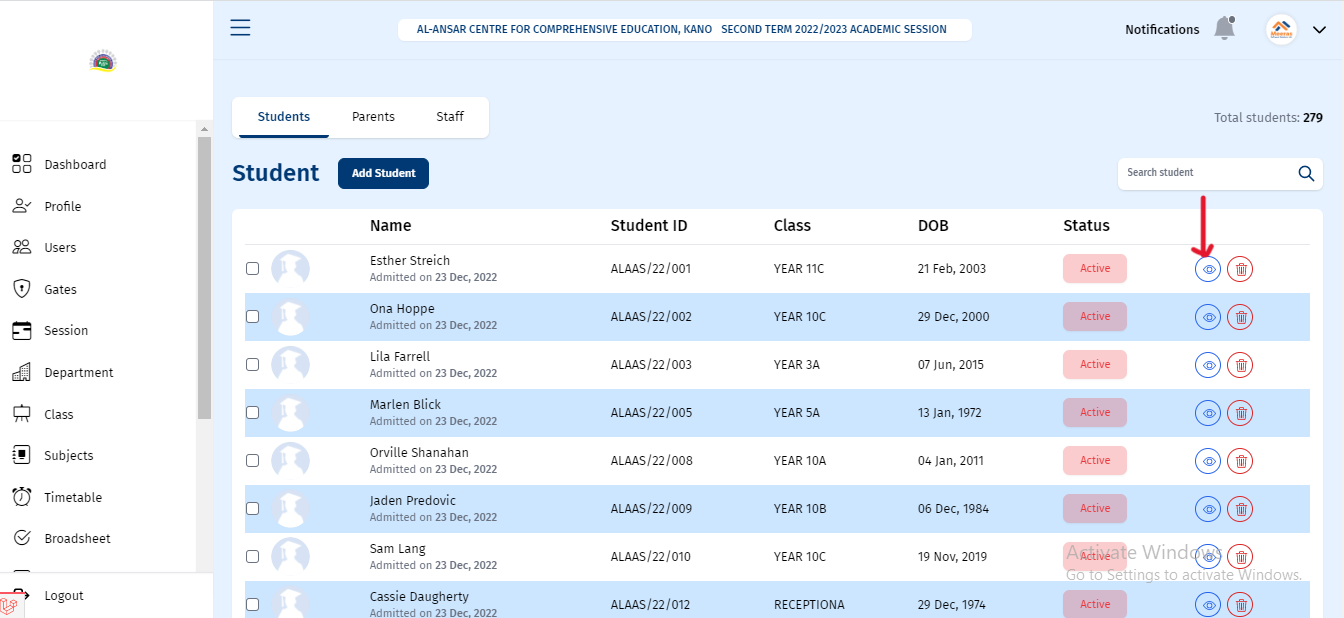 AL-ANSAR CENTRE FOR COMPREHENSIVE EDUCATION, KANO SECOND TERM 2022/2023 ACADEMIC SESSION
Notifications
Students Parents Staff
Total students: 279
Student Add Student
Search student
Dashboard
Profile
Users
Gates
Session
Department
Class
Subjects
Timetable
Broadsheet
Logout
Name Student ID Class DOB Status
Esther Streich
Admitted on 23 Dec, 2022
ALAAS/22/001 YEAR 11C 21 Feb, 2003 Active
Ona Hoppe
Admitted on 23 Dec, 2022
ALAAS/22/002 YEAR 10C 29 Dec, 2000 Active
Lila Farrell
Admitted on 23 Dec, 2022
ALAAS/22/003 YEAR 3A 07 Jun, 2015 Active
Marlen Blick
Admitted on 23 Dec, 2022
ALAAS/22/005 YEAR 5A 13 Jan, 1972 Active
Orville Shanahan
Admitted on 23 Dec, 2022
ALAAS/22/008 YEAR 10A 04 Jan, 2011 Active
Jaden Predovic
Admitted on 23 Dec, 2022
ALAAS/22/009 YEAR 10B 06 Dec, 1984 Active
Sam Lang
Admitted on 23 Dec, 2022
ALAAS/22/010 YEAR 10C 19 Nov, 2019 Active
Cassie Daugherty
Admitted on 23 Dec, 2022
ALAAS/22/012 RECEPTIONA 29 Dec, 1974 Active
Activate Windows
Go to Settings to activate Windows.